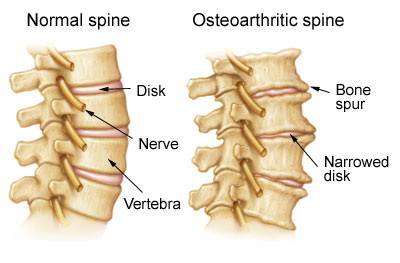 Normal spine
Osteoarthritic spine
Disk
Nerve
Vertebra
Bone
spur
Narrowed
disk